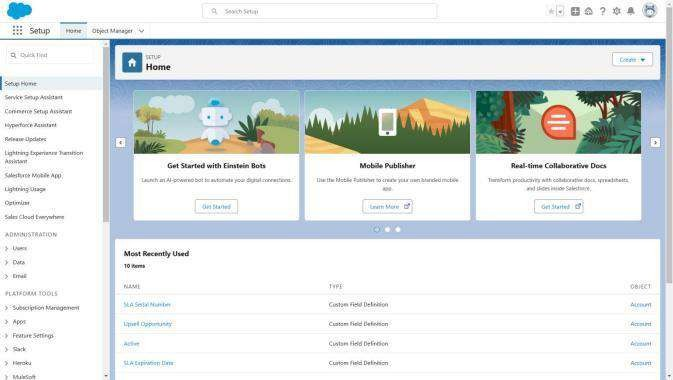 Search Setup
Setup
Home
Object Manager
Quick Find
Setup Home
Service Setup Assistant
Commerce Setup Assistant
Hyperforce Assistant
Release Updates
Lightning Experience Transition
Assistant
Salesforce Mobile App
Lightning Usage
Optimizer
Sales Cloud Everywhere
ADMINISTRATION
Users
Data
Email
PLATFORM TOOLS
Subscription Management
Apps
Feature Settings
Slack
Heroku
MuleSoft
SETUP
Home
Create
Get Started with Einstein Bots
Launch an AI-powered bot to automate your digital connections.
Get Started
Mobile Publisher
Use the Mobile Publisher to create your own branded mobile
app.
Learn More
Real-time Collaborative Docs
Transform productivity with collaborative docs, spreadsheets,
and slides inside Salesforce.
Get Started
Most Recently Used
10 items
NAME TYPE OBJECT
SLA Serial Number Custom Field Definition Account
Upsell Opportunity Custom Field Definition Account
Active Custom Field Definition Account
SLA Expiration Date Custom Field Definition Account